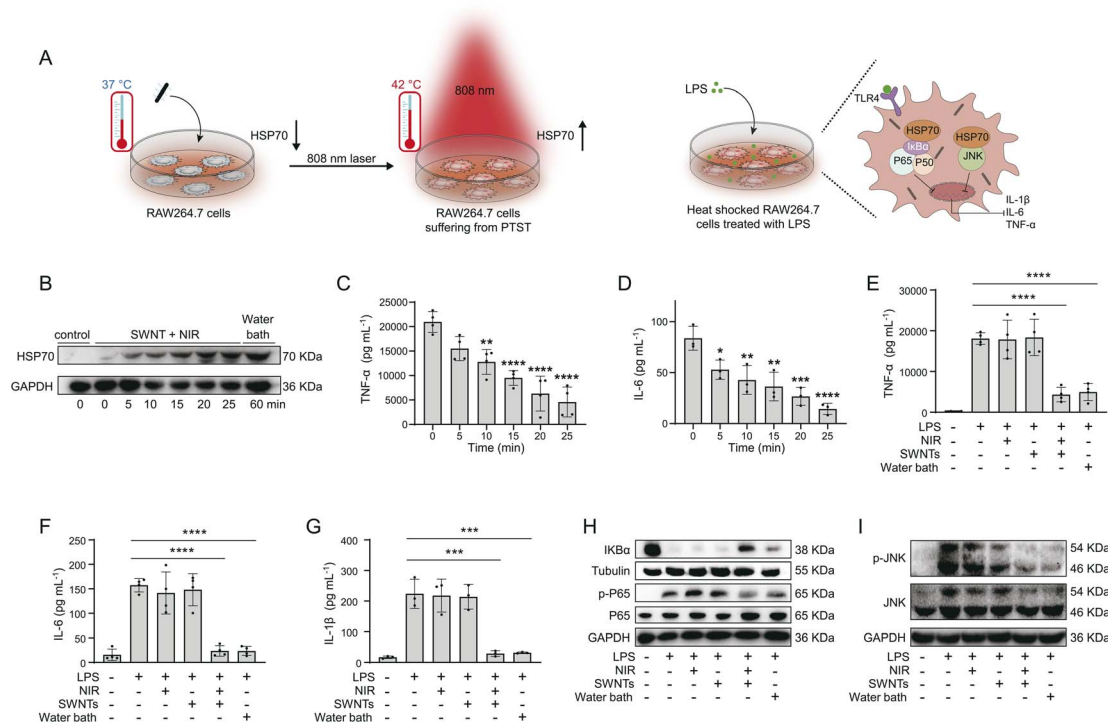 A
37 °C
HSP70
808 nm laser
RAW264.7 cells
42 °C
808 nm
HSP70
RAW264.7 cells
suffering from PTST
LPS
Heat shocked RAW264.7
cells treated with LPS
TLR4
HSP70
HSP70
IκBα
P65
P50
JNK
IL-1β
IL-6
TNF-α
B
control
SWNT + NIR
Water
bath
HSP70
70 KDa
GAPDH
36 KDa
0 0 5 10 15 20 25 60 min
C
TNF-α
(pg mL⁻¹)
25000
20000
15000
10000
5000
0
** **** **** ****
0 5 10 15 20 25
Time (min)
D
IL-6
(pg mL⁻¹)
100
50
0
* ** ** *** ****
0 5 10 15 20 25
Time (min)
E
TNF-α
(pg mL⁻¹)
30000
20000
10000
0
****
****
LPS - + + + + +
NIR - - + - + -
SWNTs - - - + + -
Water bath - - - - - +
F
IL-6
(pg mL⁻¹)
250
200
150
100
50
0
****
****
LPS - + + + + +
NIR - - + - + -
SWNTs - - - + + -
Water bath - - - - - +
G
IL-1β
(pg mL⁻¹)
400
300
200
100
0
***
***
LPS - + + + + +
NIR - - + - + -
SWNTs - - - + + -
Water bath - - - - - +
H
IKBα 38 KDa
Tubulin 55 KDa
p-P65 65 KDa
P65 65 KDa
GAPDH 36 KDa
LPS - + + + + +
NIR - - + - + -
SWNTs - - - + + -
Water bath - - - - - +
I
p-JNK
54 KDa
46 KDa
JNK
54 KDa
46 KDa
GAPDH 36 KDa
LPS - + + + + +
NIR - - + - + -
SWNTs - - - + + -
Water bath - - - - - +